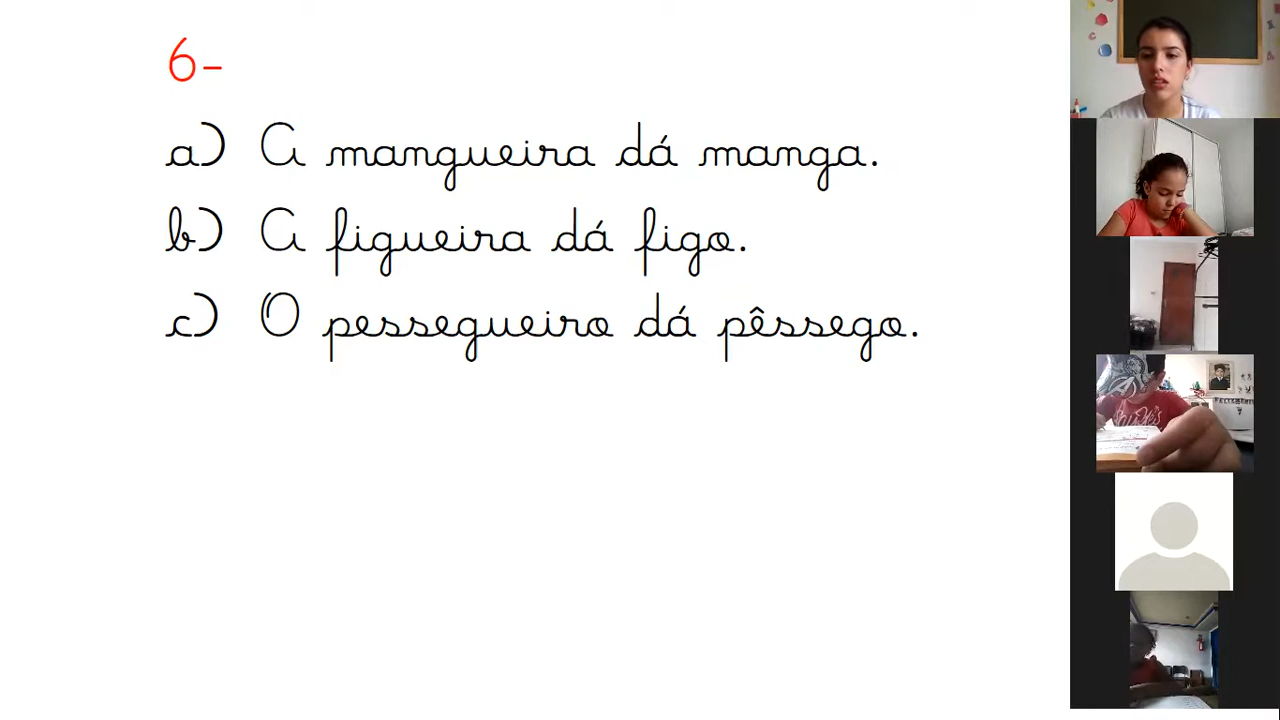 6-
a) A mangueira dá manga.
b) A figueira dá figo.
c) O pessegueiro dá pêssego.